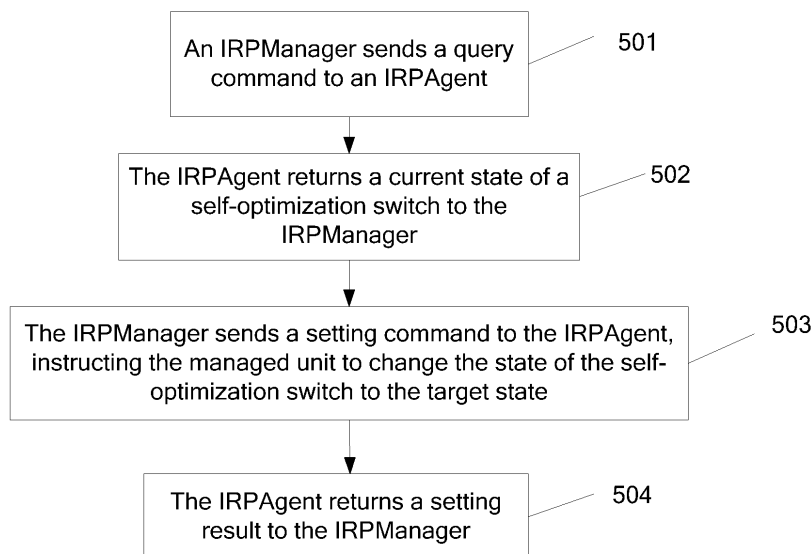 An IRPManager sends a query
command to an IRPAgent
501
The IRPAgent returns a current state of a
self-optimization switch to the
IRPManager
502
The IRPManager sends a setting command to the IRPAgent,
instructing the managed unit to change the state of the self-
optimization switch to the target state
503
The IRPAgent returns a setting
result to the IRPManager
504